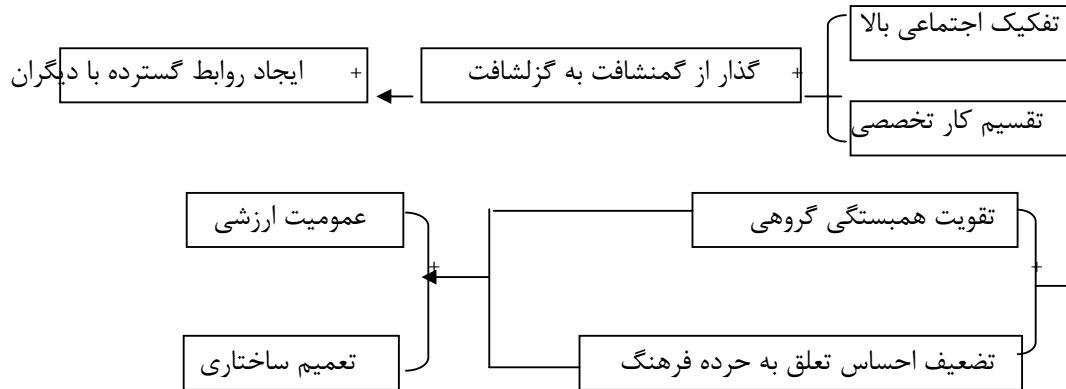 تفکیک اجتماعی بالا
+ گذار از گمنشافت به گزلشافت
+ ایجاد روابط گسترده با دیگران
تقسیم کار تخصصی
تقویت همبستگی گروهی
عمومیت ارزشی
+
+
تضعیف احساس تعلق به حرده فرهنگ
تعمیم ساختاری